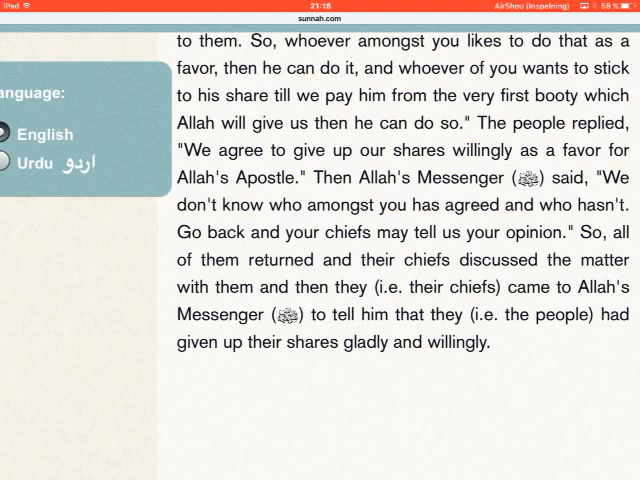 iPad 21:15 AirShou (Inspelning) 58 %
sunnah.com
anguage:
English
Urdu اردو
to them. So, whoever amongst you likes to do that as a
favor, then he can do it, and whoever of you wants to stick
to his share till we pay him from the very first booty which
Allah will give us then he can do so." The people replied,
"We agree to give up our shares willingly as a favor for
Allah's Apostle." Then Allah's Messenger (ﷺ) said, "We
don't know who amongst you has agreed and who hasn't.
Go back and your chiefs may tell us your opinion." So, all
of them returned and their chiefs discussed the matter
with them and then they (i.e. their chiefs) came to Allah's
Messenger (ﷺ) to tell him that they (i.e. the people) had
given up their shares gladly and willingly.